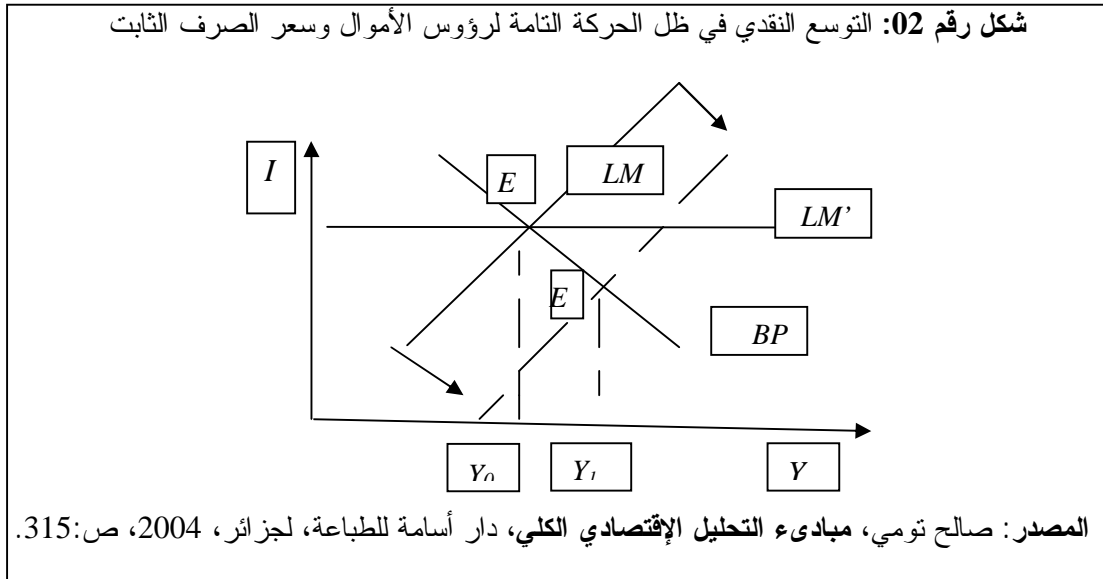 شكل رقم 02: التوسع النقدي في ظل الحركة التامة لرؤوس الأموال وسعر الصرف الثابت
I
E
LM
LM’
E
BP
Y₀
Y₁
Y
المصدر: صالح تومي، مبادىء التحليل الإقتصادي الكلي، دار أسامة للطباعة، لجزائر، 2004، ص:315.